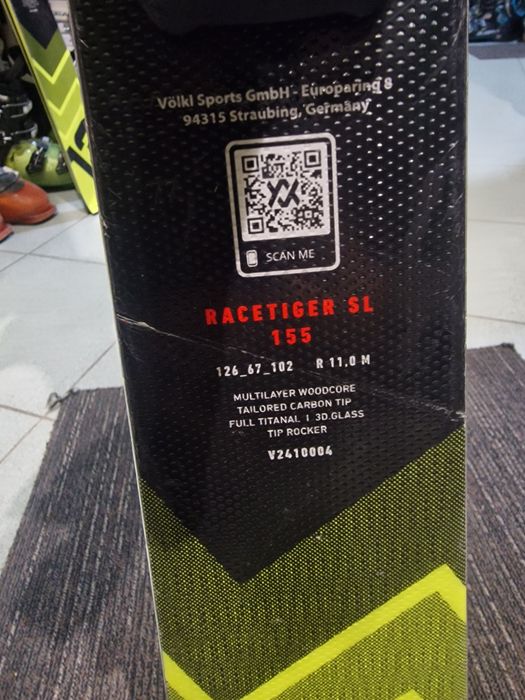 Völkl Sports GmbH - Europaring 8
94315 Straubing, Germany
SCAN ME
RACETIGER SL
155
126_67_102 R 11.0 M
MULTILAYER WOODCORE
TAILORED CARBON TIP
FULL TITANAL I 3D.GLASS
TIP ROCKER
V2410004